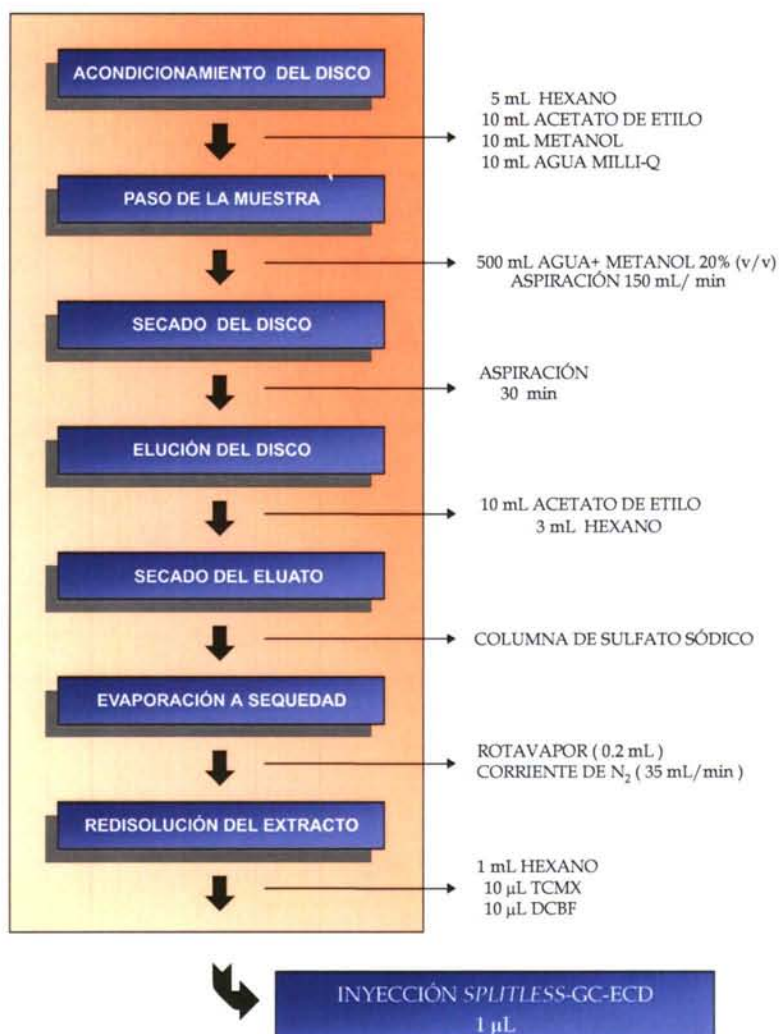 ACONDICIONAMIENTO DEL DISCO
5 mL HEXANO
10 mL ACETATO DE ETILO
10 mL METANOL
10 mL AGUA MILLI-Q
PASO DE LA MUESTRA
500 mL AGUA+ METANOL 20% (v/v)
ASPIRACIÓN 150 mL/ min
SECADO DEL DISCO
ASPIRACIÓN
30 min
ELUCIÓN DEL DISCO
10 mL ACETATO DE ETILO
3 mL HEXANO
SECADO DEL ELUATO
COLUMNA DE SULFATO SÓDICO
EVAPORACIÓN A SEQUEDAD
ROTAVAPOR ( 0.2 mL )
CORRIENTE DE N₂ ( 35 mL/min )
REDISOLUCIÓN DEL EXTRACTO
1 mL HEXANO
10 µL TCMX
10 µL DCBF
INYECCIÓN SPLITLESS-GC-ECD
1 µL